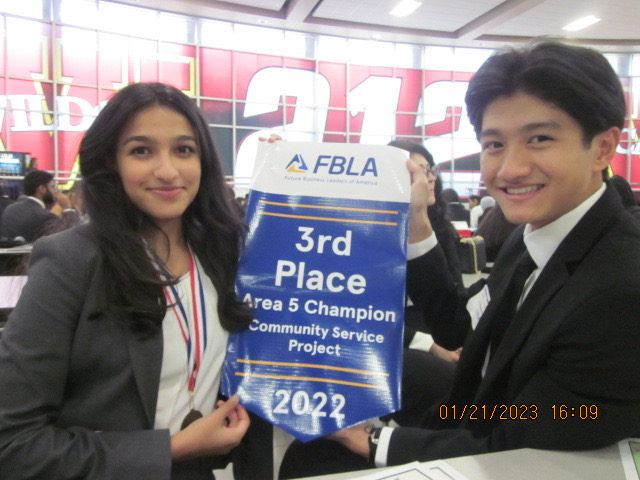 FBLA
Future Business Leaders of America
3rd
Place
Area 5 Champion
Community Service
Project
2022
01/21/2023 16:09